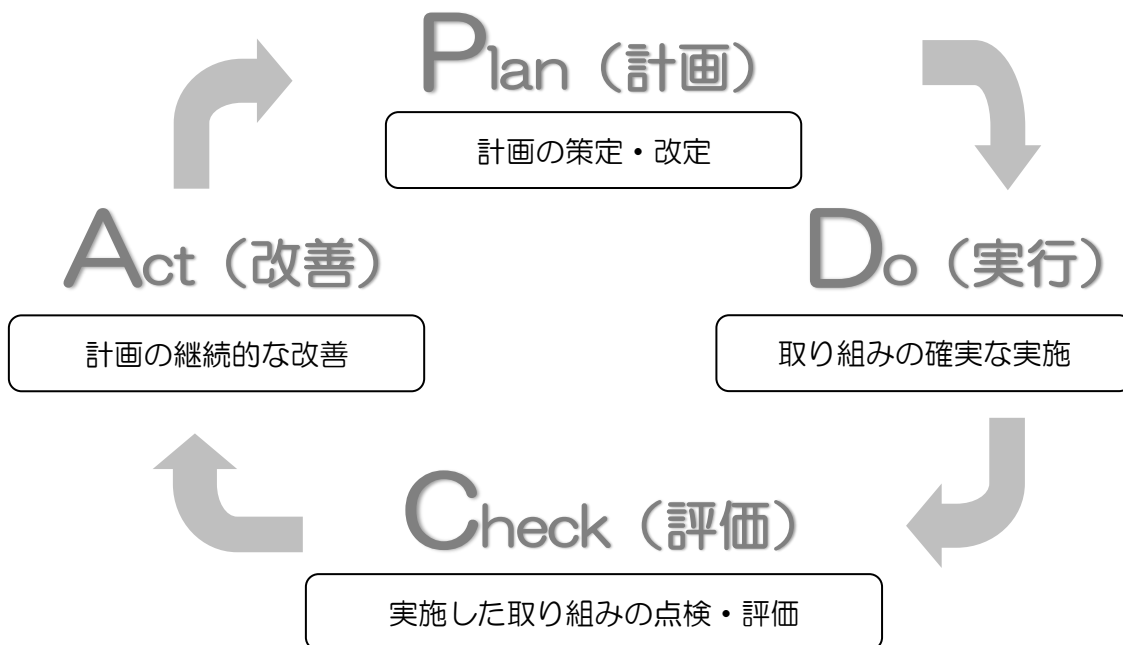 Plan（計画）
計画の策定・改定
Act（改善）
Do（実行）
計画の継続的な改善
取り組みの確実な実施
Check（評価）
実施した取り組みの点検・評価